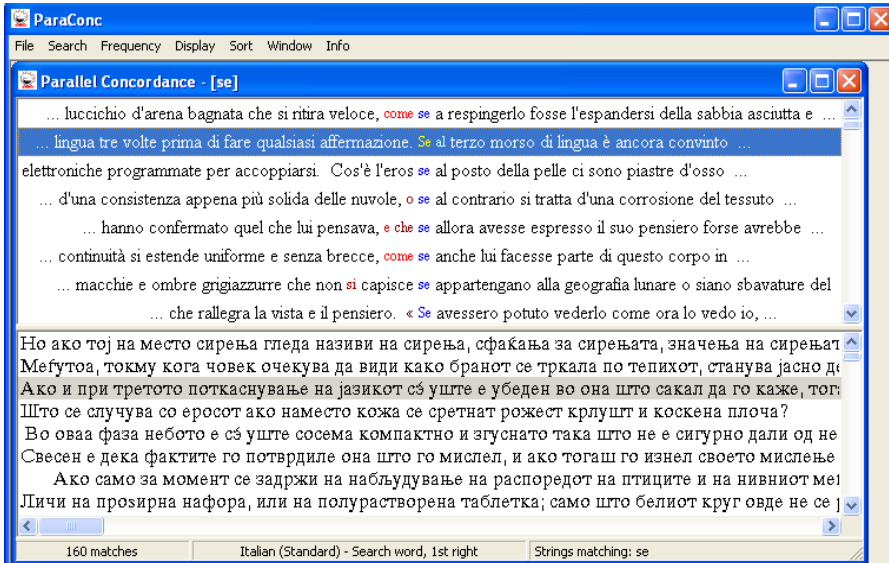 ParaConc
File Search Frequency Display Sort Window Info
Parallel Concordance - [se]
... luccichio d'arena bagnata che si ritira veloce, come se a respingerlo fosse l'espandersi della sabbia asciutta e ...
... lingua tre volte prima di fare qualsiasi affermazione. Se al terzo morso di lingua è ancora convinto ...
elettroniche programmate per accoppiarsi. Cos'è l'eros se al posto della pelle ci sono piastre d'osso ...
... d'una consistenza appena più solida delle nuvole, o se al contrario si tratta d'una corrosione del tessuto ...
... hanno confermato quel che lui pensava, e che se allora avesse espresso il suo pensiero forse avrebbe ...
... continuità si estende uniforme e senza brecce, come se anche lui facesse parte di questo corpo in ...
... macchie e ombre grigiazzurre che non si capisce se appartengano alla geografia lunare o siano sbavature del
... che rallegra la vista e il pensiero. « Se avessero potuto vederlo come ora lo vedo io, ...
Но ако тој на место сирења гледа називи на сирења, сфаќања за сирењата, значења на сирењат
Меѓутоа, токму кога човек очекува да види како бранот се тркала по тепихот, станува јасно де
Ако и при третото поткаснување на јазикот сѐ уште е убеден во она што сакал да го каже, тога
Што се случува со еросот ако наместо кожа се сретнат рожест крлушт и коскена плоча?
Во оваа фаза небото е сѐ уште сосема компактно и згуснато така што не е сигурно дали од не
Свесен е дека фактите го потврдиле она што го мислел, и ако тогаш го изнел своето мислење
Ако само за момент се задржи на набљудување на распоредот на птиците и на нивниот меѓ
Личи на проѕирна нафора, или на полурастворена таблетка; само што белиот круг овде не се
160 matches Italian (Standard) - Search word, 1st right Strings matching: se